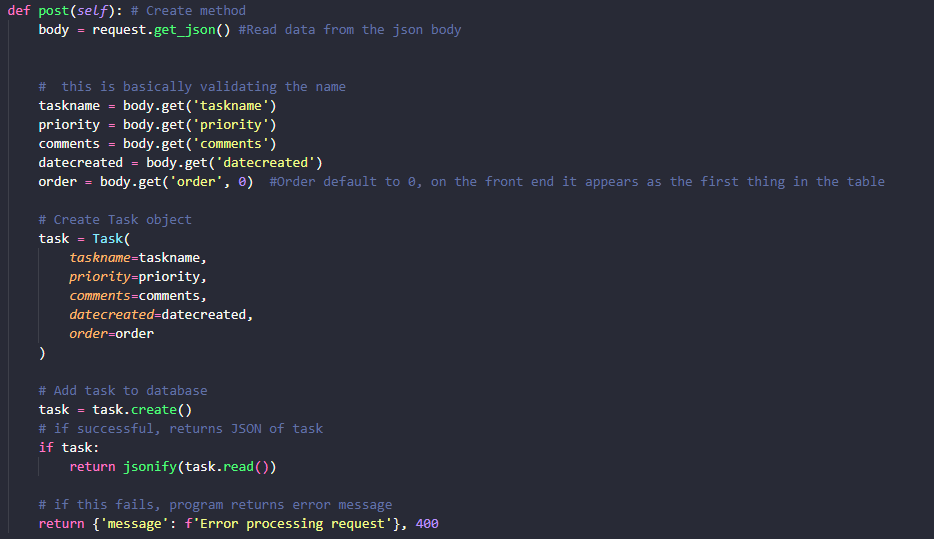 def post(self): # Create method
    body = request.get_json() #Read data from the json body
    #  this is basically validating the name
    taskname = body.get('taskname')
    priority = body.get('priority')
    comments = body.get('comments')
    datecreated = body.get('datecreated')
    order = body.get('order', 0)  #Order default to 0, on the front end it appears as the first thing in the table
    # Create Task object
    task = Task(
        taskname=taskname,
        priority=priority,
        comments=comments,
        datecreated=datecreated,
        order=order
    )
    # Add task to database
    task = task.create()
    # if successful, returns JSON of task
    if task:
        return jsonify(task.read())
    # if this fails, program returns error message
    return {'message': f'Error processing request'}, 400